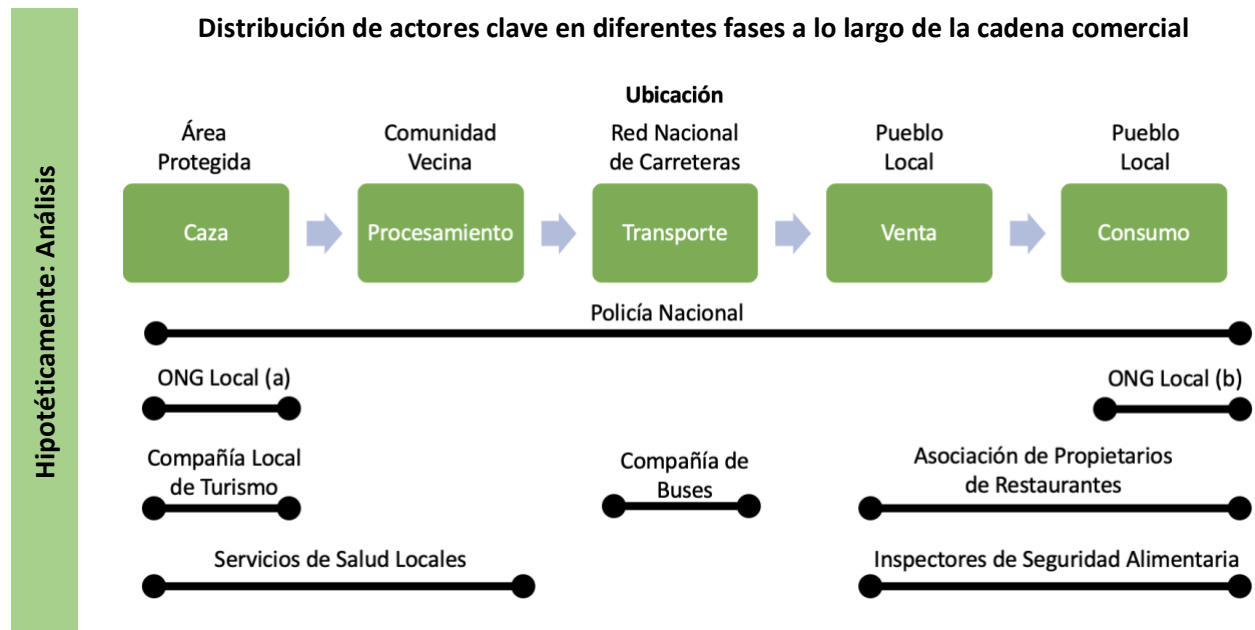 Distribución de actores clave en diferentes fases a lo largo de la cadena comercial
Hipotéticamente: Análisis
Ubicación
Área
Protegida
Comunidad
Vecina
Red Nacional
de Carreteras
Pueblo
Local
Pueblo
Local
Caza
Procesamiento
Transporte
Venta
Consumo
Policía Nacional
ONG Local (a)
ONG Local (b)
Compañía Local
de Turismo
Compañía de
Buses
Asociación de Propietarios
de Restaurantes
Servicios de Salud Locales
Inspectores de Seguridad Alimentaria